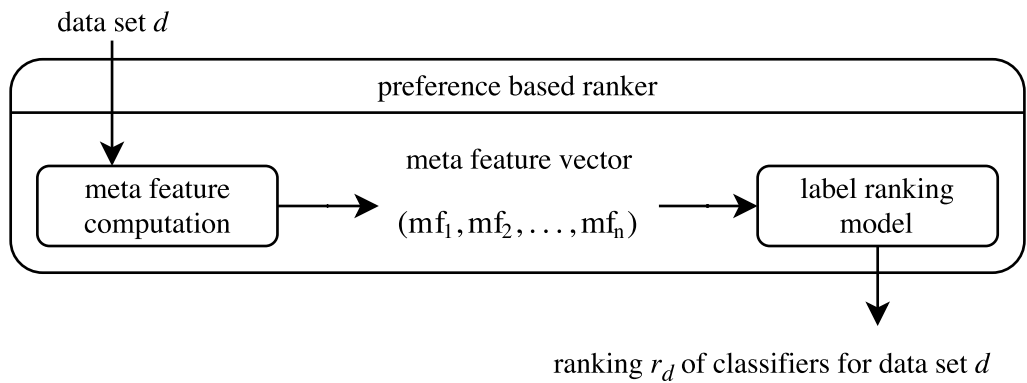 data set d
preference based ranker
meta feature
computation
meta feature vector
(mf₁, mf₂, . . . , mfₙ)
label ranking
model
ranking r_d of classifiers for data set d